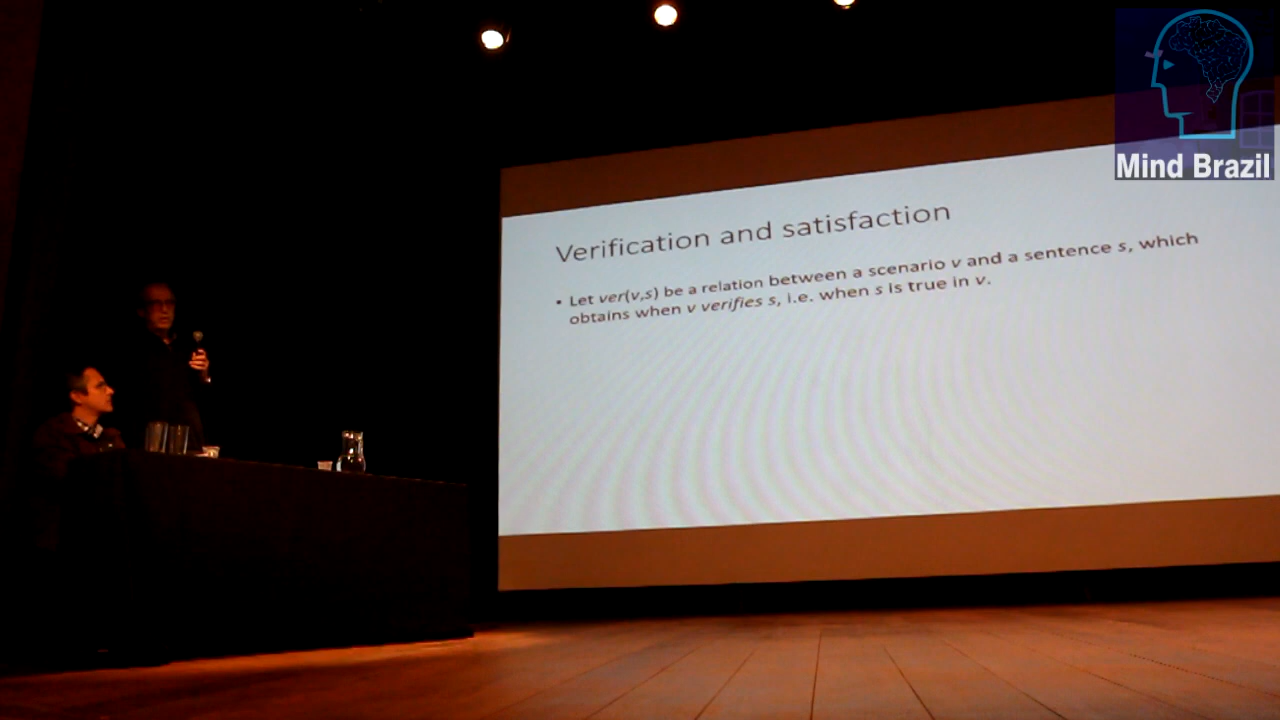 Mind Brazil
Verification and satisfaction
• Let ver(v,s) be a relation between a scenario v and a sentence s, which
obtains when v verifies s, i.e. when s is true in v.